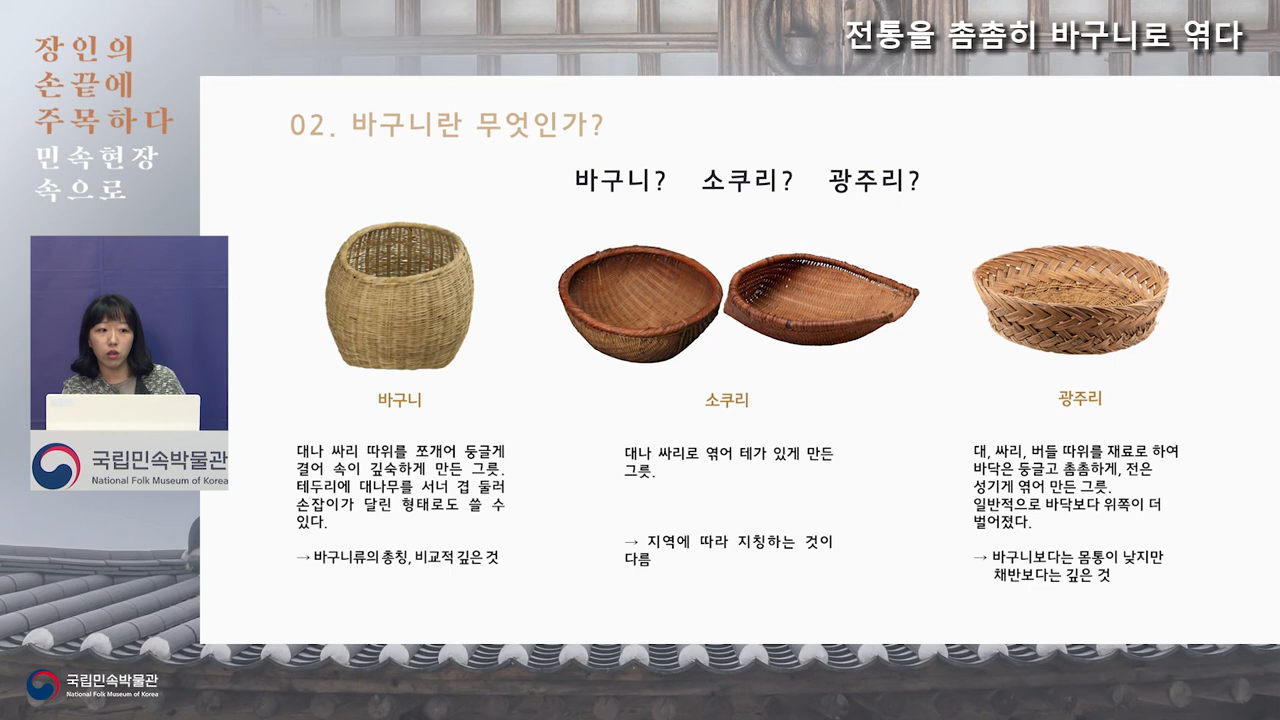 전통을 촘촘히 바구니로 엮다
장인의
손끝에
주목하다
민속현장
속으로
국립민속박물관
National Folk Museum of Korea
02. 바구니란 무엇인가?
바구니? 소쿠리? 광주리?
바구니
대나 싸리 따위를 쪼개어 둥글게
결어 속이 깊숙하게 만든 그릇.
테두리에 대나무를 서너 겹 둘러
손잡이가 달린 형태로도 쓸 수
있다.
→ 바구니류의 총칭, 비교적 깊은 것
소쿠리
대나 싸리로 엮어 테가 있게 만든
그릇.
→ 지역에 따라 지칭하는 것이
다름
광주리
대, 싸리, 버들 따위를 재료로 하여
바닥은 둥글고 촘촘하게, 전은
성기게 엮어 만든 그릇.
일반적으로 바닥보다 위쪽이 더
벌어졌다.
→ 바구니보다는 몸통이 낮지만
채반보다는 깊은 것
국립민속박물관
National Folk Museum of Korea